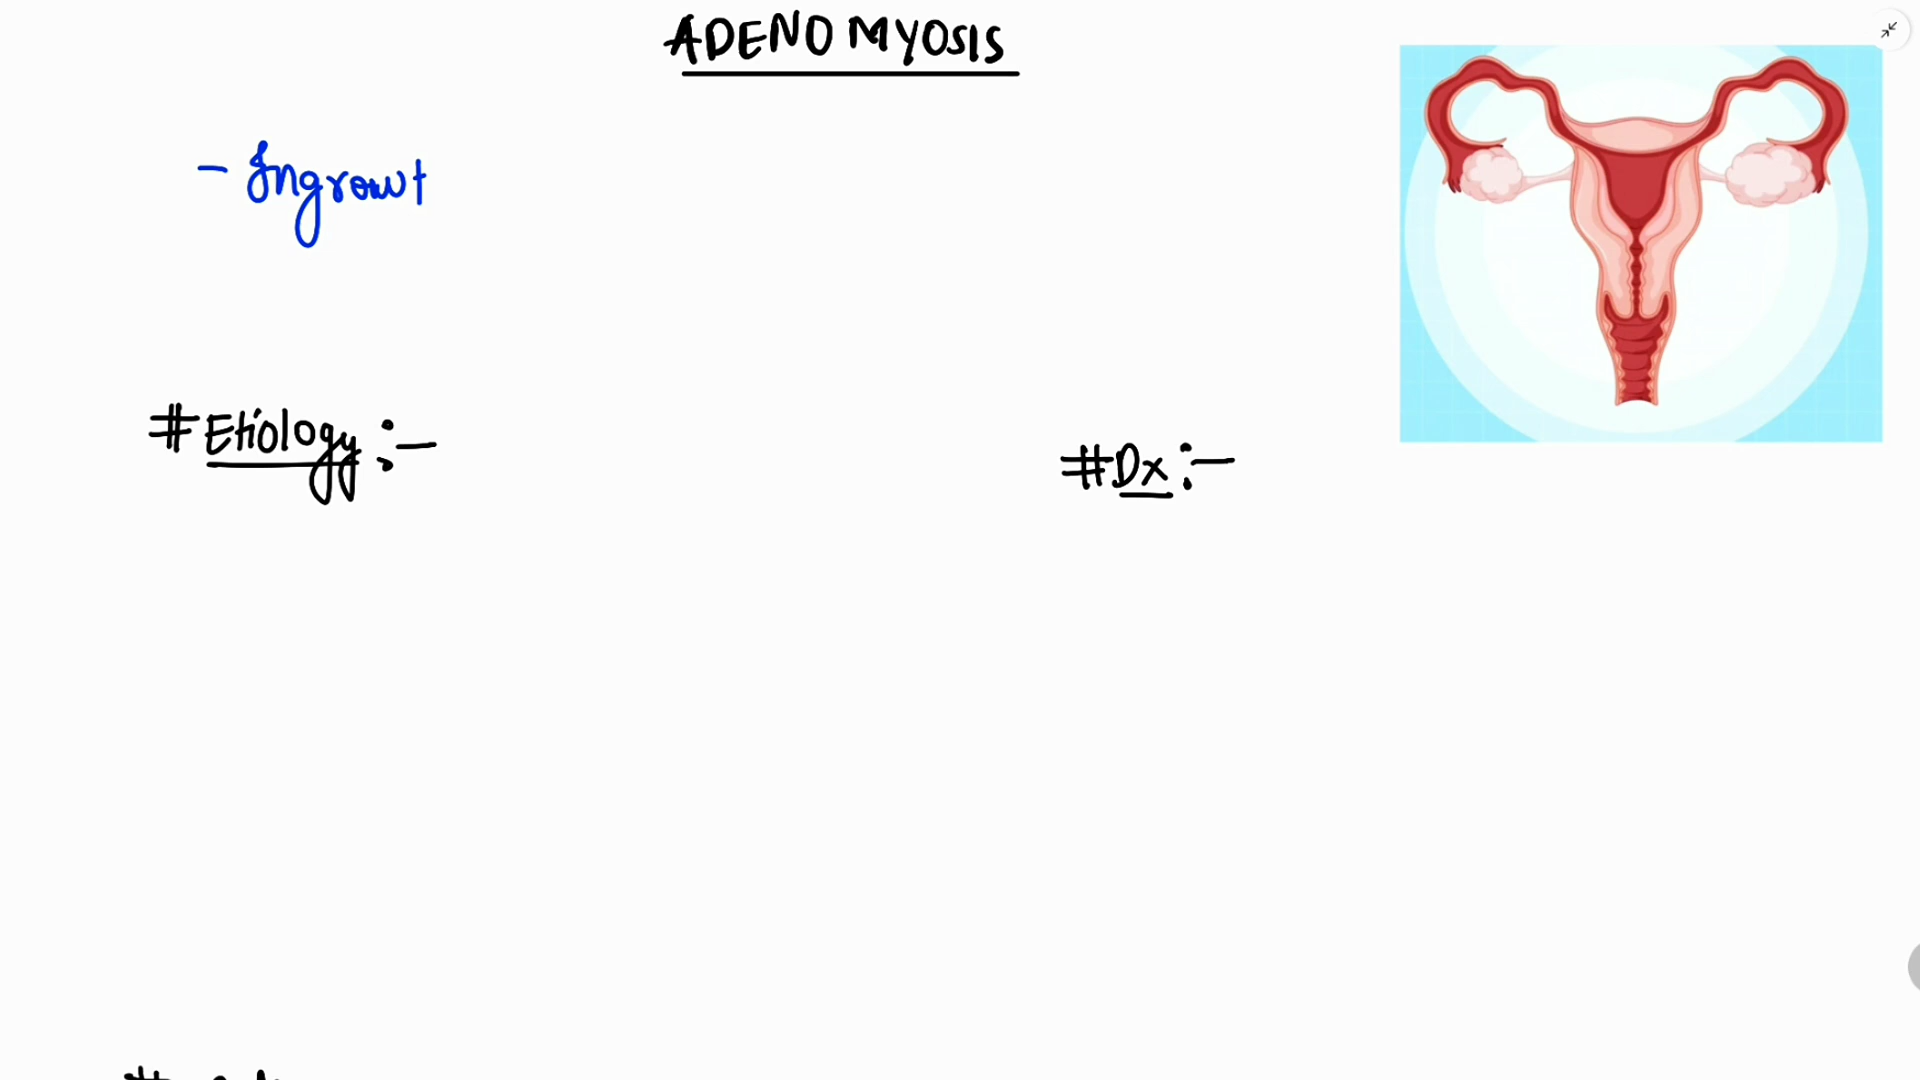 ADENOMYOSIS
- Ingrowt
# Etiology :-
# Dx :-